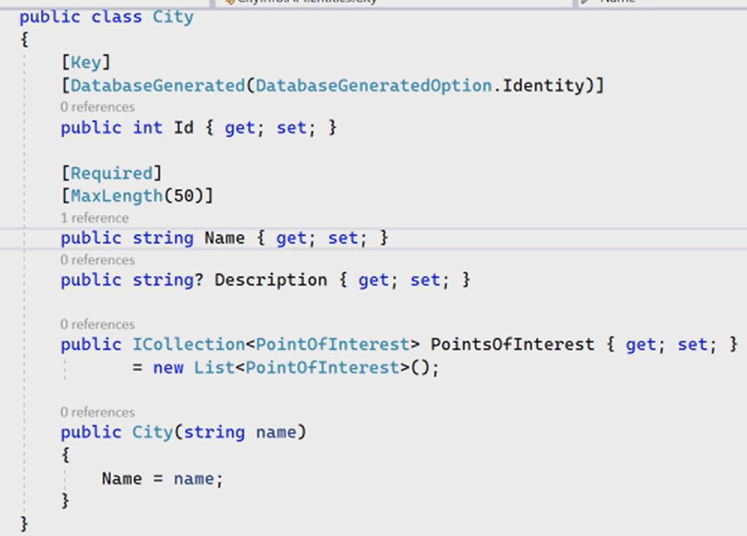 public class City
{
[Key]
[DatabaseGenerated(DatabaseGeneratedOption.Identity)]
0 references
public int Id { get; set; }
[Required]
[MaxLength(50)]
1 reference
public string Name { get; set; }
0 references
public string? Description { get; set; }
0 references
public ICollection<PointOfInterest> PointsOfInterest { get; set; }
= new List<PointOfInterest>();
0 references
public City(string name)
{
Name = name;
}
}